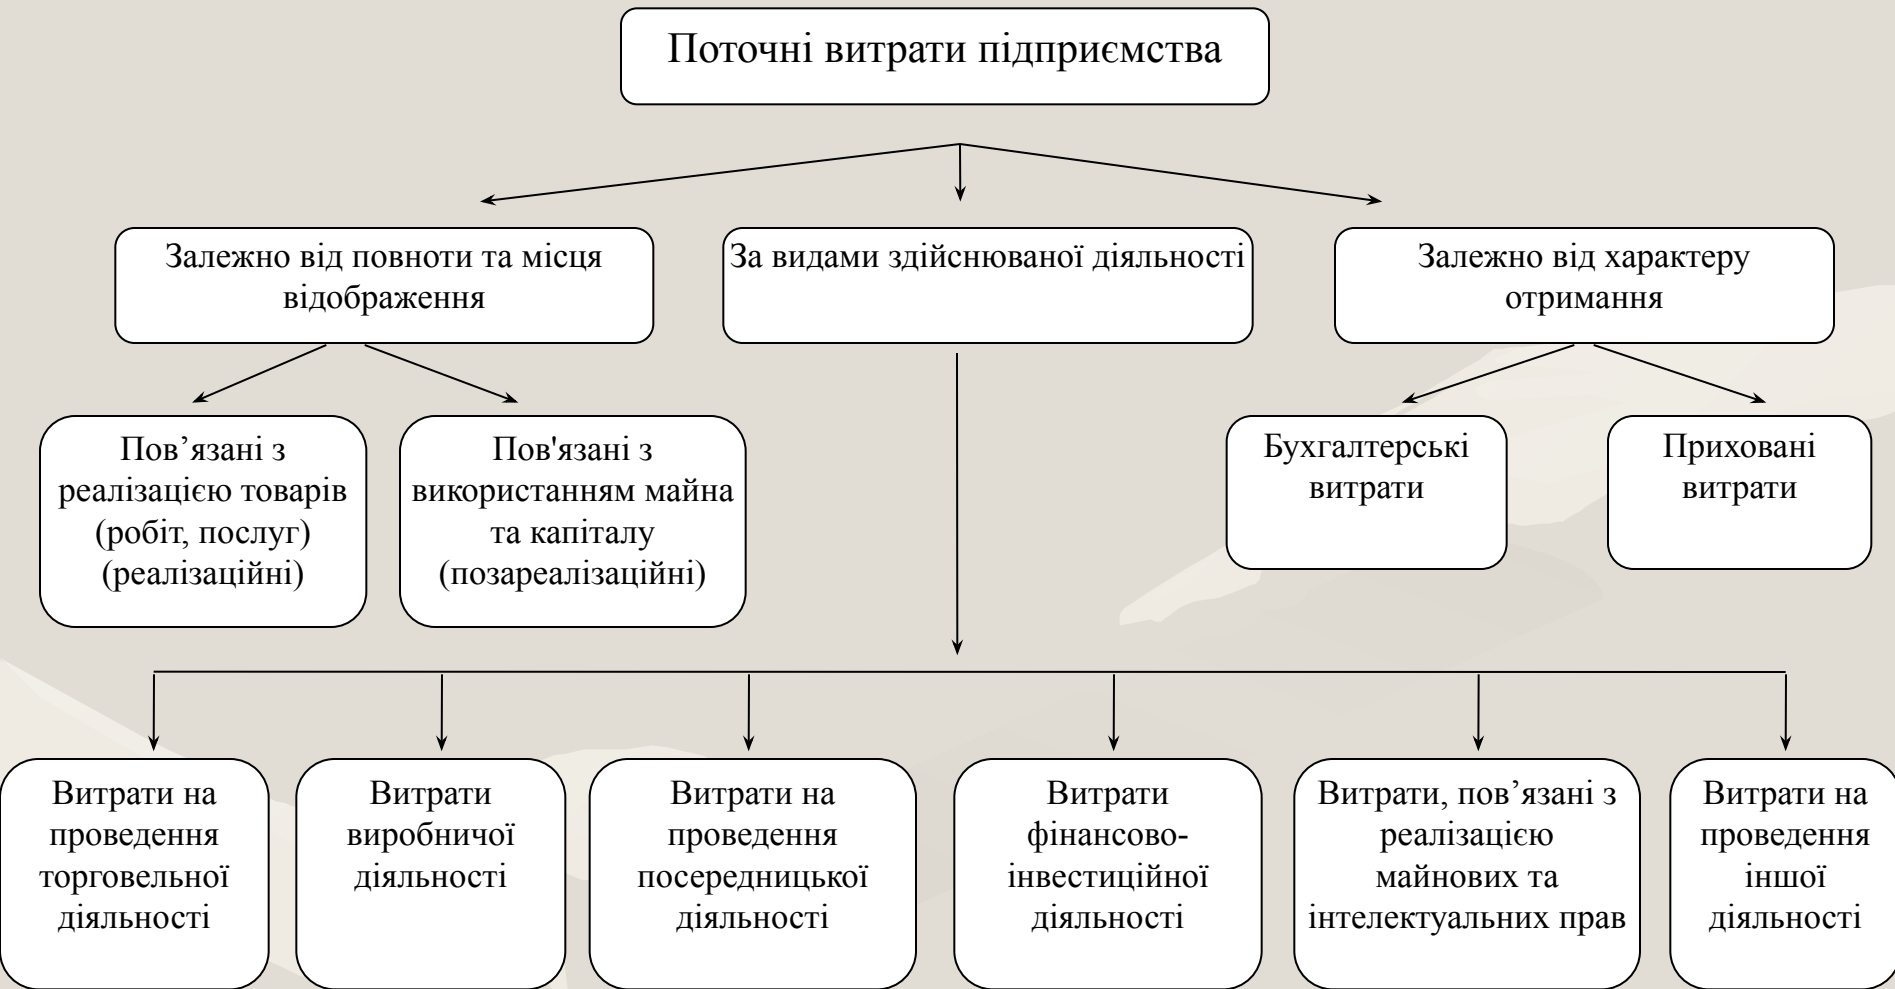 Поточні витрати підприємства
Залежно від повноти та місця
відображення
За видами здійснюваної діяльності
Залежно від характеру
отримання
Пов’язані з
реалізацією товарів
(робіт, послуг)
(реалізаційні)
Пов'язані з
використанням майна
та капіталу
(позареалізаційні)
Бухгалтерські
витрати
Приховані
витрати
Витрати на
проведення
торговельної
діяльності
Витрати
виробничої
діяльності
Витрати на
проведення
посередницької
діяльності
Витрати
фінансово-
інвестиційної
діяльності
Витрати, пов’язані з
реалізацією
майнових та
інтелектуальних прав
Витрати на
проведення
іншої
діяльності